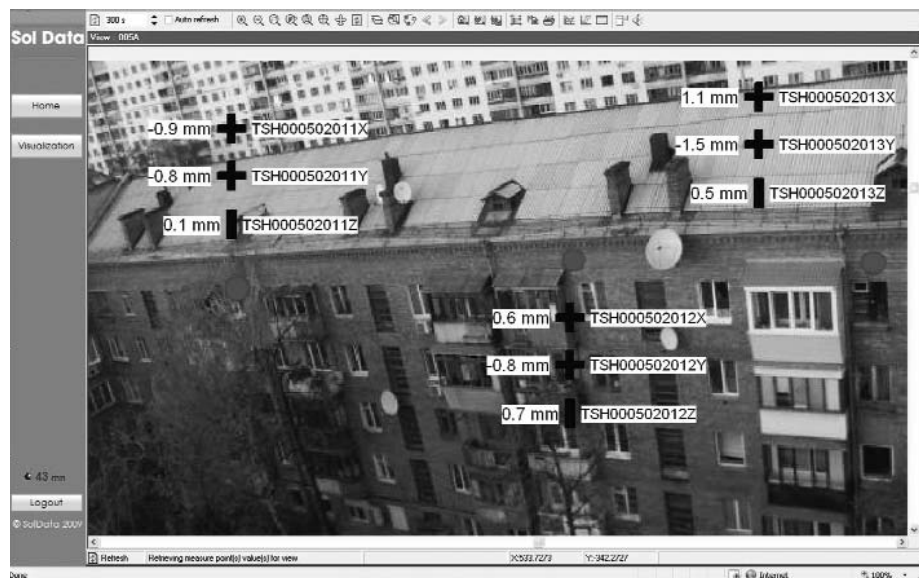 300 s
Auto refresh
Sol Data
View : 005A
Home
Visualization
-0.9 mm TSH000502011X
-0.8 mm TSH000502011Y
0.1 mm TSH000502011Z
1.1 mm TSH000502013X
-1.5 mm TSH000502013Y
0.5 mm TSH000502013Z
0.6 mm TSH000502012X
-0.8 mm TSH000502012Y
0.7 mm TSH000502012Z
43 mn
Logout
© SolData 2009
Refresh
Retrieving measure point(s) value(s) for view
X:533.7273
Y:-342.2727
Done
Internet
100%